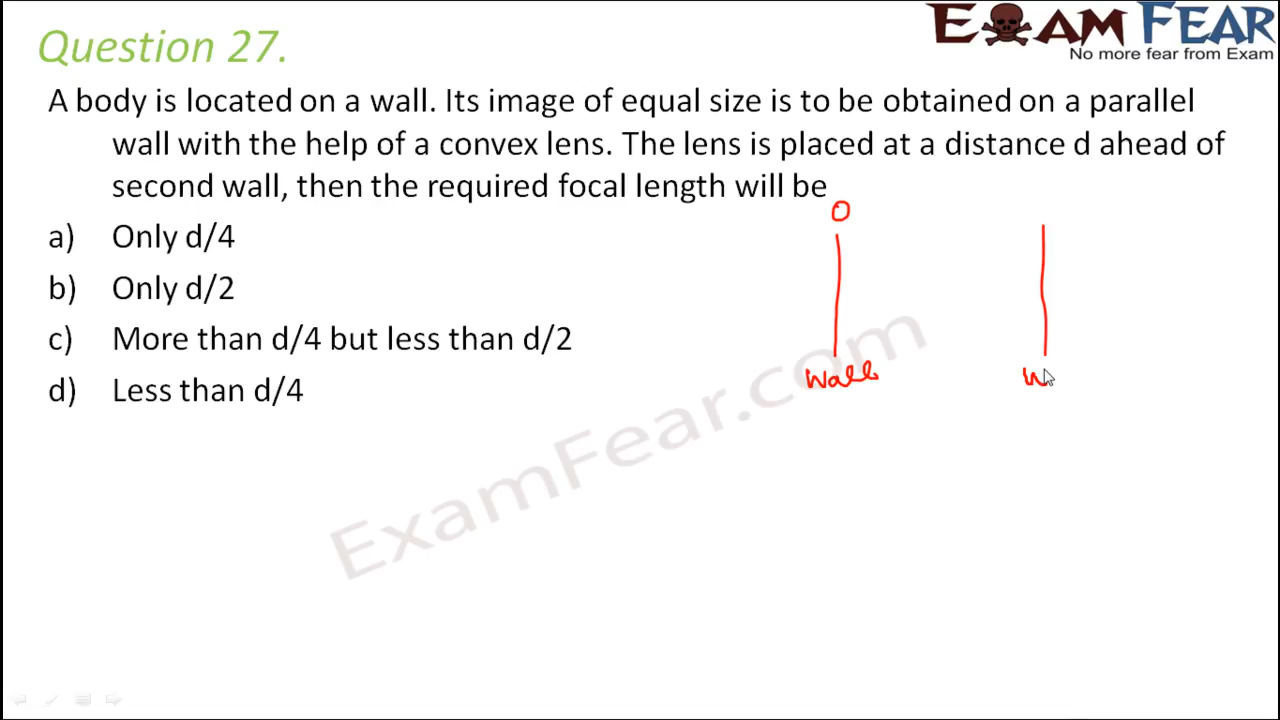 Question 27.
EXAM FEAR
No more fear from Exam
A body is located on a wall. Its image of equal size is to be obtained on a parallel
wall with the help of a convex lens. The lens is placed at a distance d ahead of
second wall, then the required focal length will be
a) Only d/4
b) Only d/2
c) More than d/4 but less than d/2
d) Less than d/4
O
Wall
W
ExamFear.com